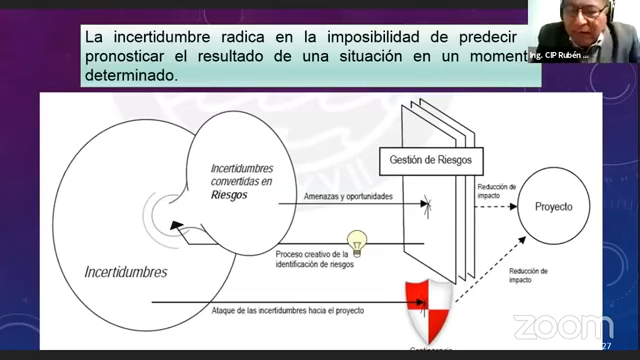 La incertidumbre radica en la imposibilidad de predecir
pronosticar el resultado de una situación en un
determinado.
Ing. CIP Rubén ...
Incertidumbres
convertidas en
Riesgos
Gestión de Riesgos
Amenazas y oportunidades
Reducción de
impacto
Proyecto
Proceso creativo de la
identificación de riesgos
Incertidumbres
Reducción de
impacto
Ataque de las incertidumbres hacia el proyecto
zoom
27